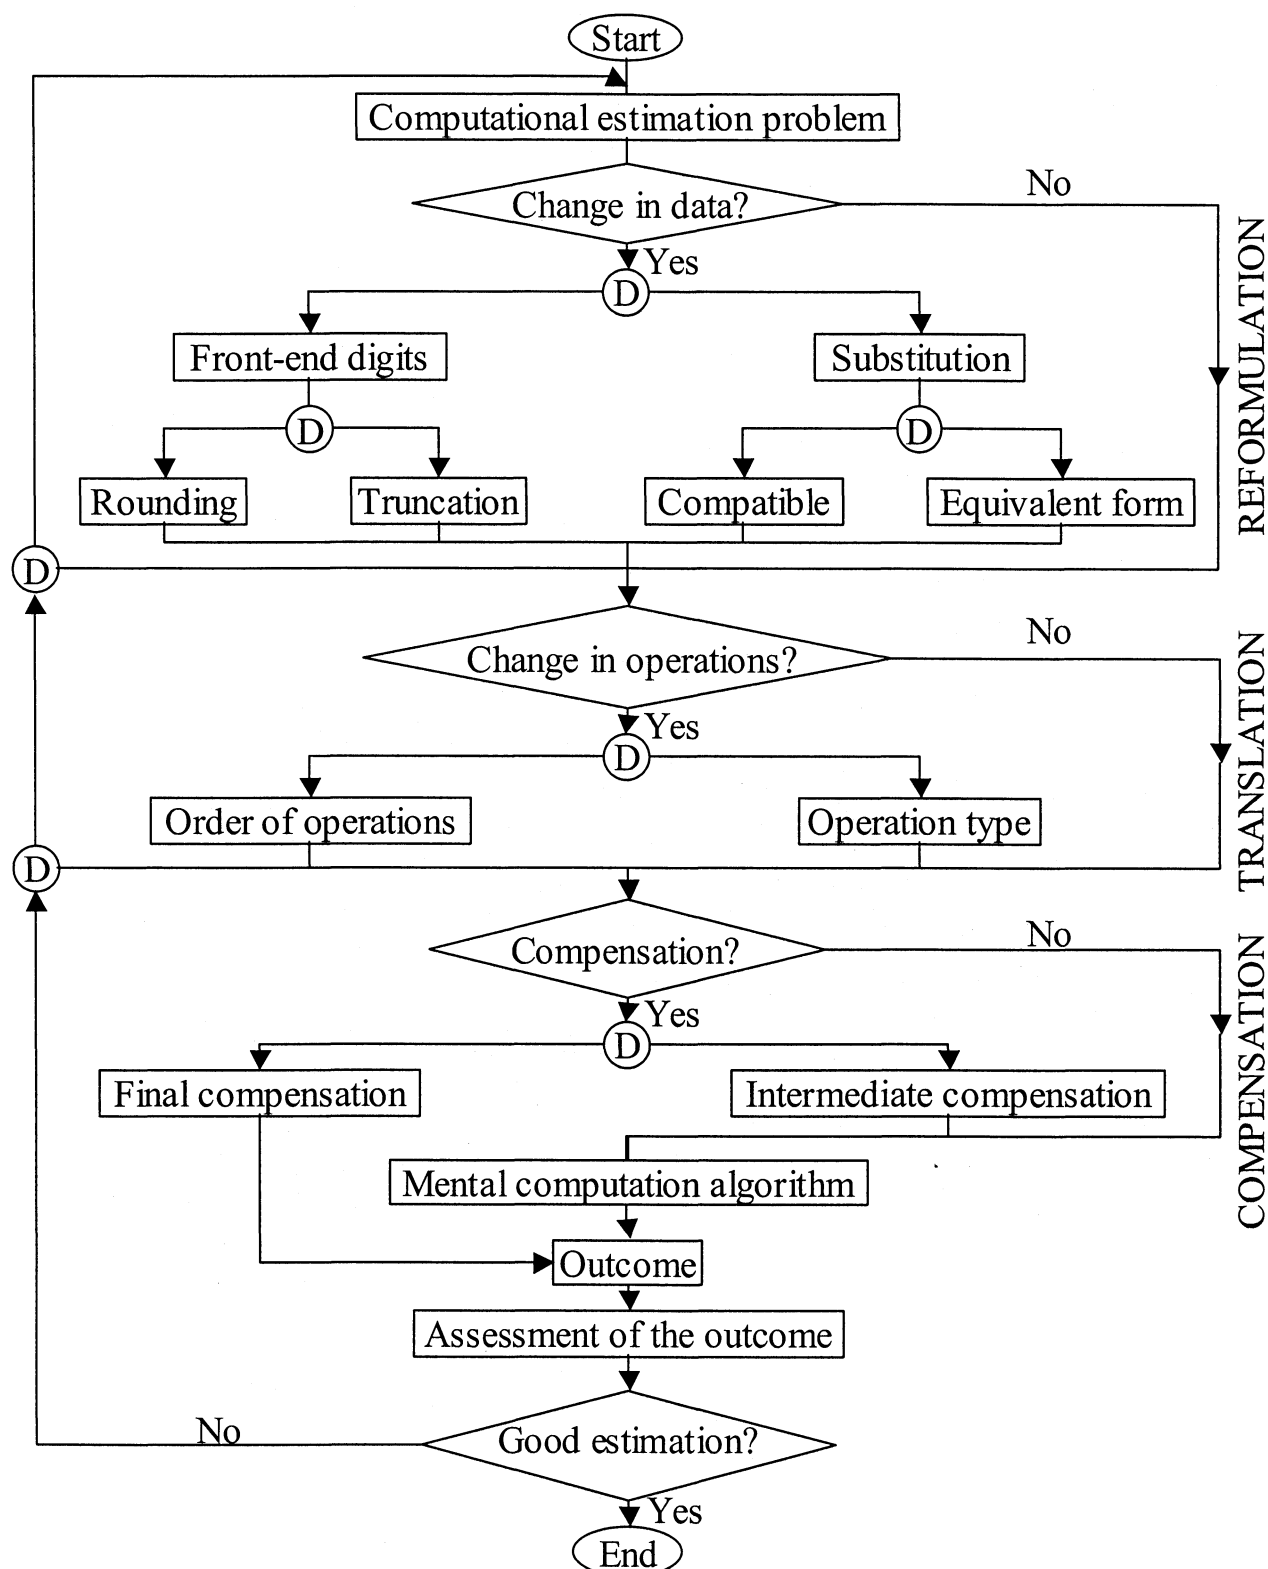 Start
Computational estimation problem
Change in data?
No
Yes
D
Front-end digits
Substitution
D
D
Rounding
Truncation
Compatible
Equivalent form
REFORMULATION
D
Change in operations?
No
Yes
D
Order of operations
Operation type
TRANSLATION
D
Compensation?
No
Yes
D
Final compensation
Intermediate compensation
COMPENSATION
Mental computation algorithm
Outcome
Assessment of the outcome
Good estimation?
No
Yes
End